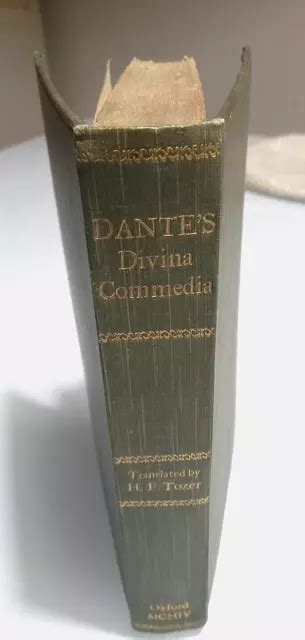 DANTE'S
Divina
Commedia
Translated by
H. F. Tozer
Oxford
MCMIV